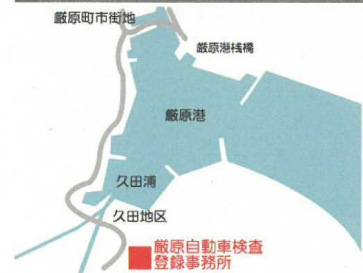 厳原町市街地
厳原港桟橋
厳原港
久田浦
久田地区
厳原自動車検査
登録事務所